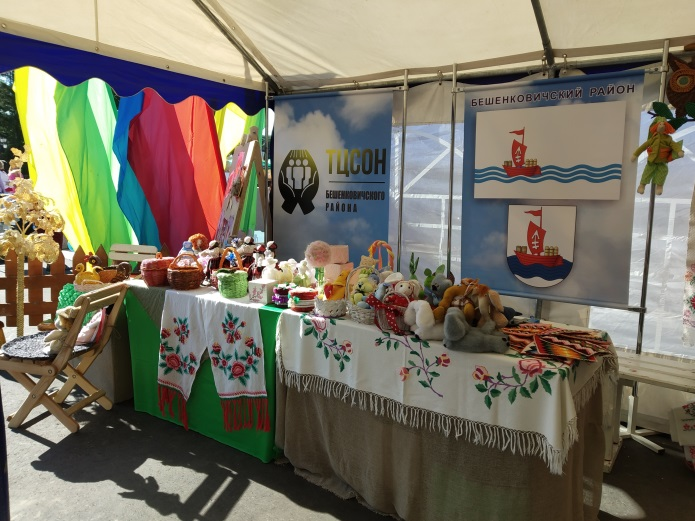 ТЦСОН
БЕШЕНКОВИЧСКОГО
РАЙОНА
БЕШЕНКОВИЧСКИЙ РАЙОН